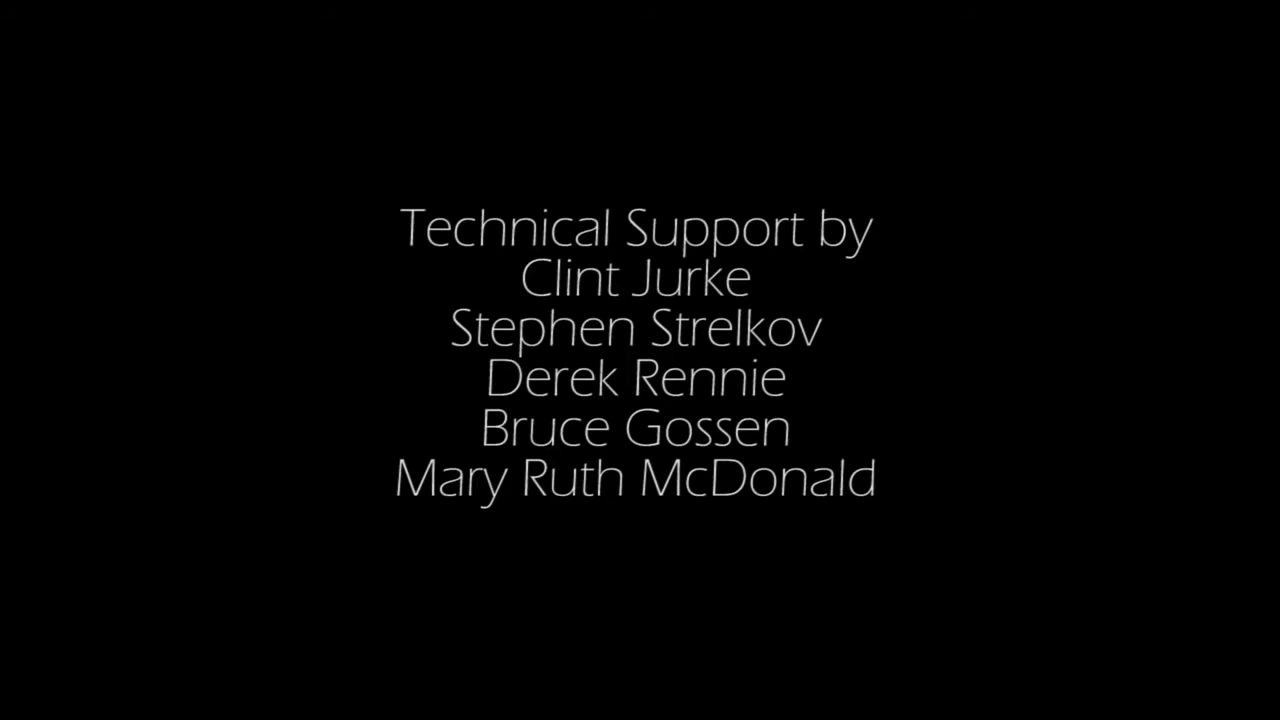 Technical Support by
Clint Jurke
Stephen Strelkov
Derek Rennie
Bruce Gossen
Mary Ruth McDonald